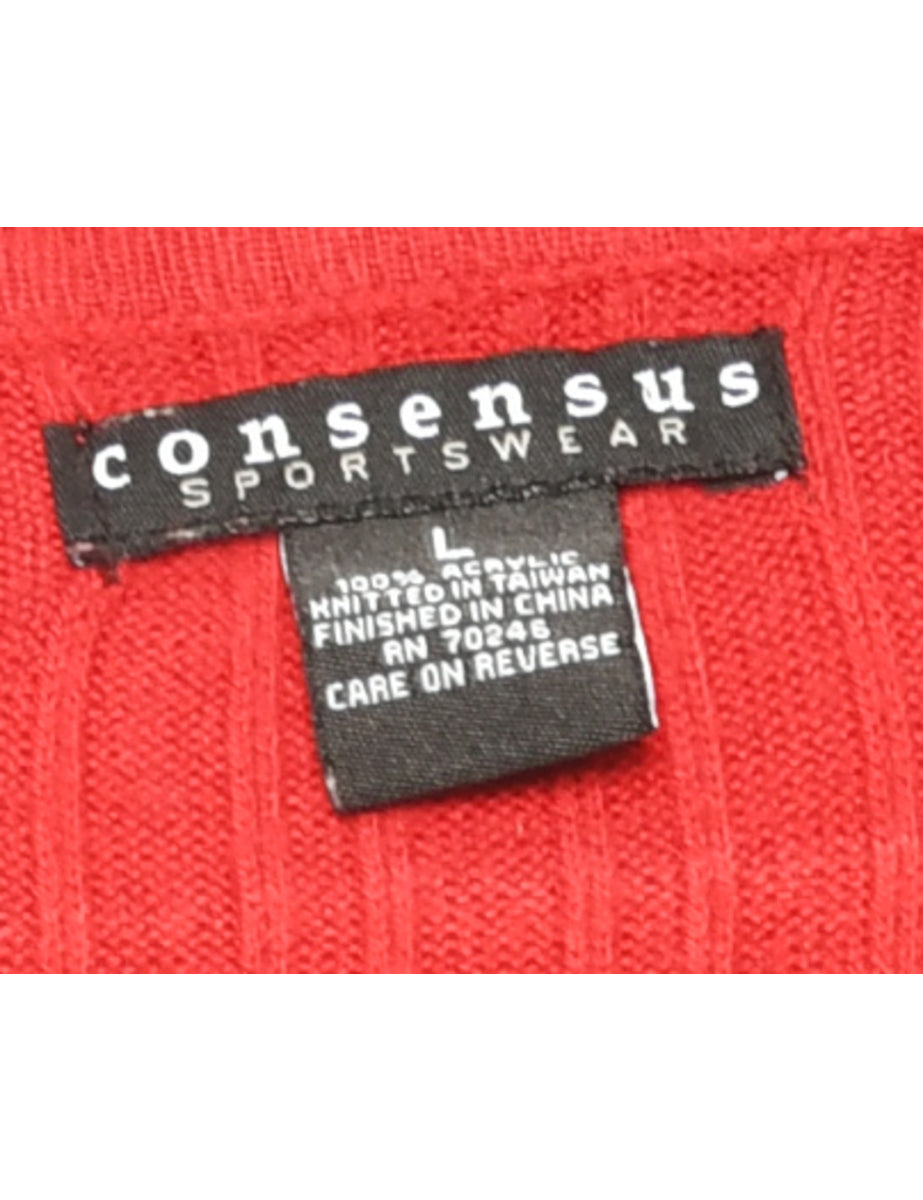 consensus
SPORTSWEAR
L
100% ACRYLIC
KNITTED IN TAIWAN
FINISHED IN CHINA
RN 70246
CARE ON REVERSE